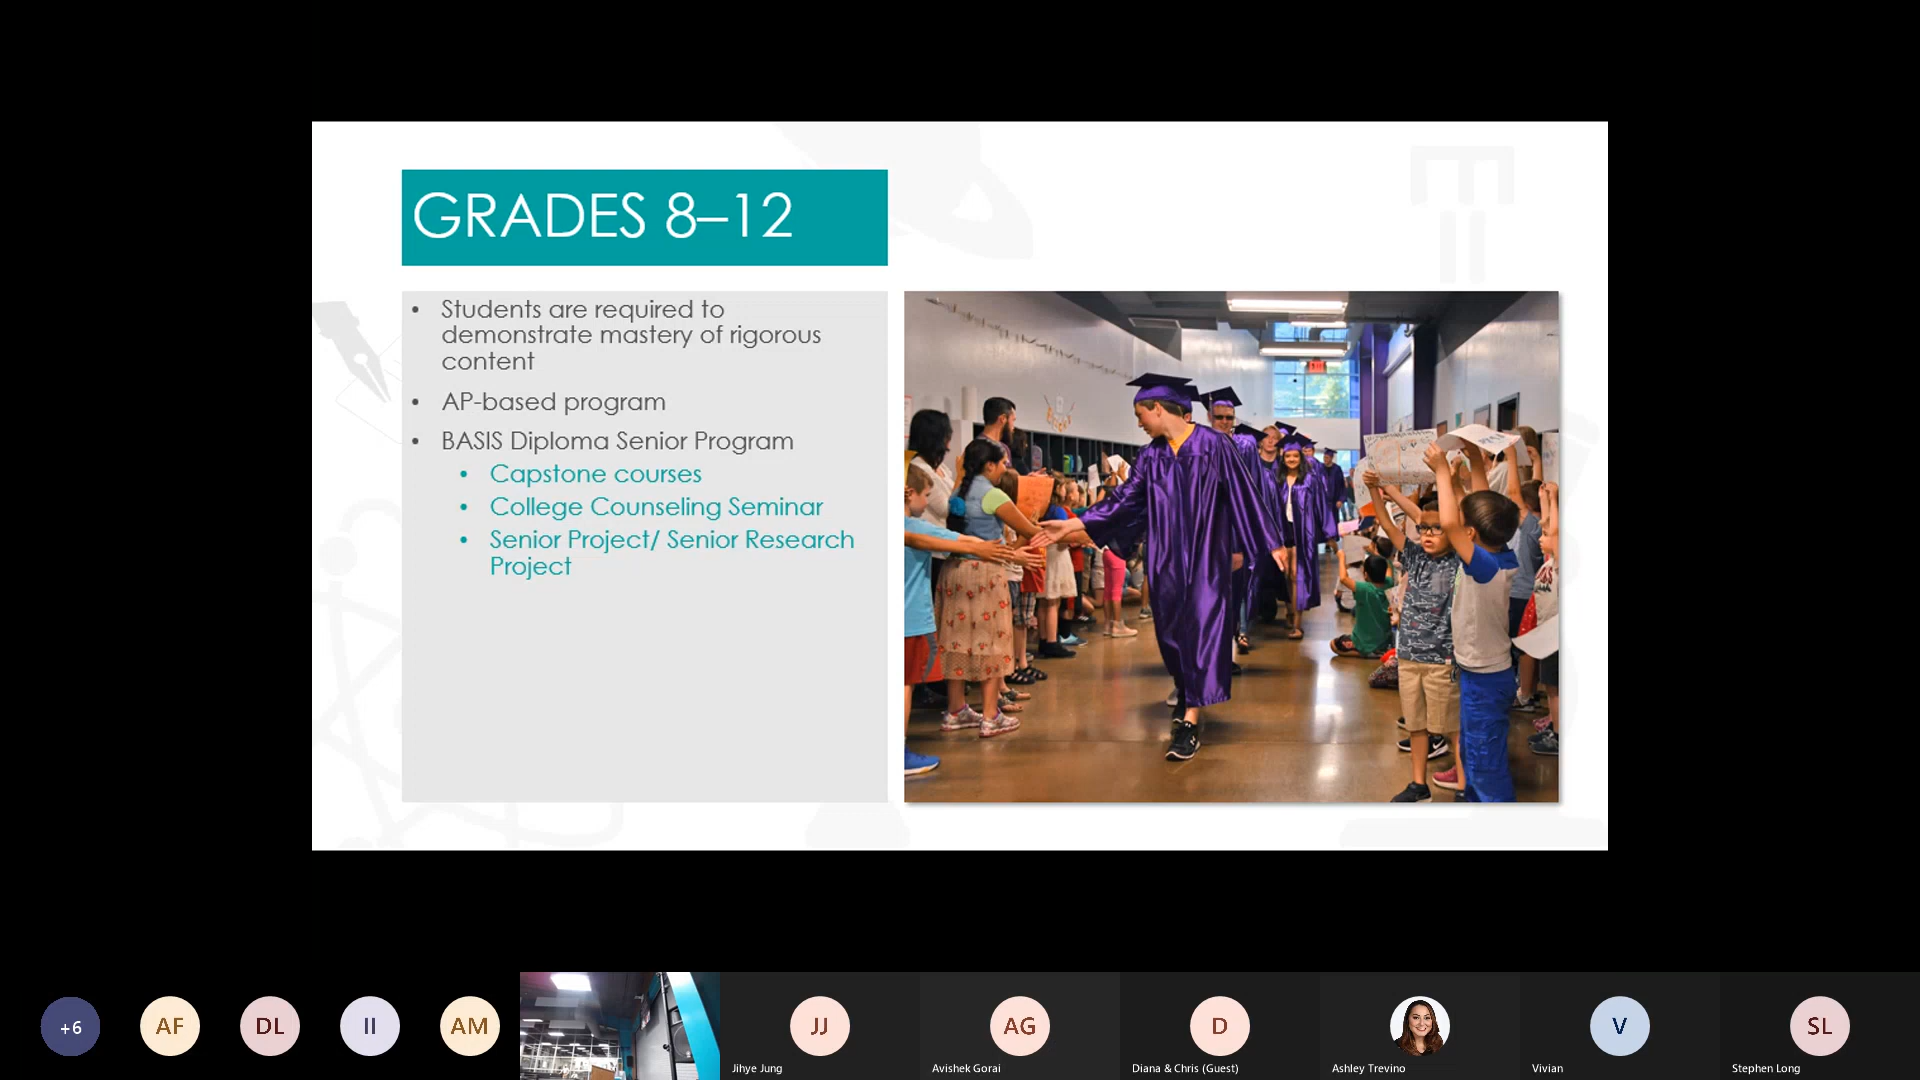 GRADES 8–12
• Students are required to
demonstrate mastery of rigorous
content
• AP-based program
• BASIS Diploma Senior Program
• Capstone courses
• College Counseling Seminar
• Senior Project/ Senior Research
Project
+6
AF
DL
II
AM
JJ
AG
D
V
SL
Jihye Jung
Avishek Gorai
Diana & Chris (Guest)
Ashley Trevino
Vivian
Stephen Long